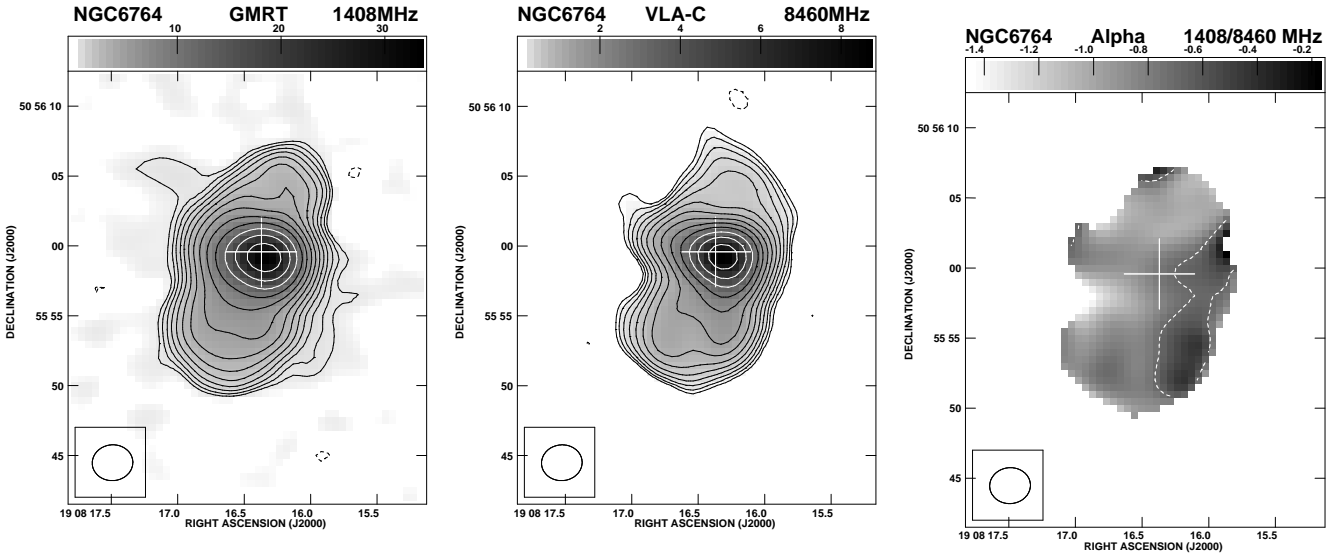 NGC6764 GMRT 1408MHz
10 20 30
50 56 10
05
00
50 55 55
50
45
DECLINATION (J2000)
19 08 17.5 17.0 16.5 16.0 15.5
RIGHT ASCENSION (J2000)
NGC6764 VLA-C 8460MHz
2 4 6 8
50 56 10
05
00
55 55
50
45
DECLINATION (J2000)
19 08 17.5 17.0 16.5 16.0 15.5
RIGHT ASCENSION (J2000)
NGC6764 Alpha 1408/8460 MHz
-1.4 -1.2 -1.0 -0.8 -0.6 -0.4 -0.2
50 56 10
05
00
55 55
50
45
DECLINATION (J2000)
19 08 17.5 17.0 16.5 16.0 15.5
RIGHT ASCENSION (J2000)